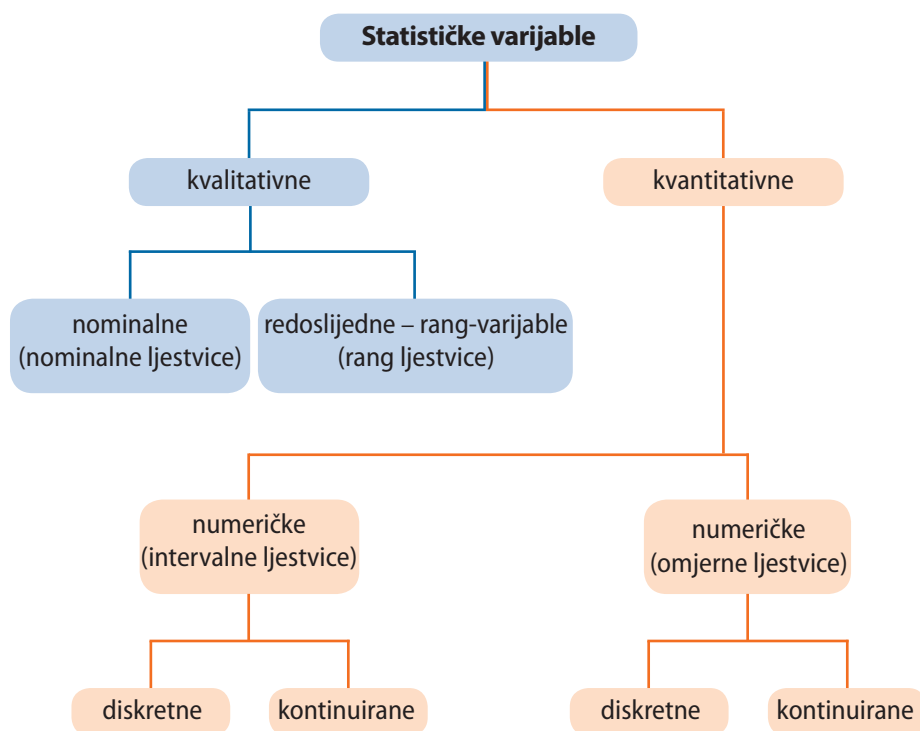 Statističke varijable
kvalitativne
kvantitativne
nominalne
(nominalne ljestvice)
redoslijedne – rang-varijable
(rang ljestvice)
numeričke
(intervalne ljestvice)
numeričke
(omjerne ljestvice)
diskretne
kontinuirane
diskretne
kontinuirane